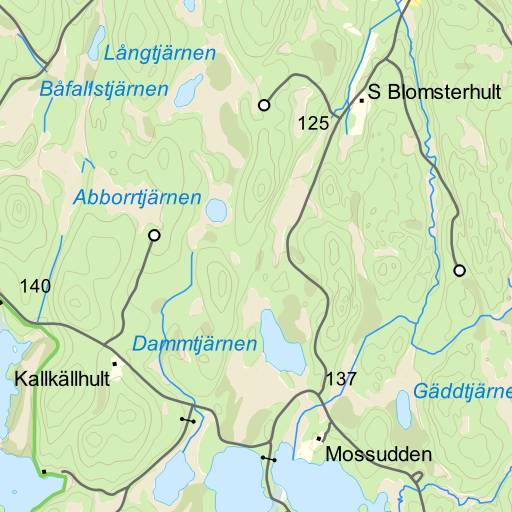 Långtjärnen
Båfallstjärnen
S Blomsterhult
125
Abborrtjärnen
140
Dammtjärnen
Kallkällhult
137
Gäddtjärne
Mossudden